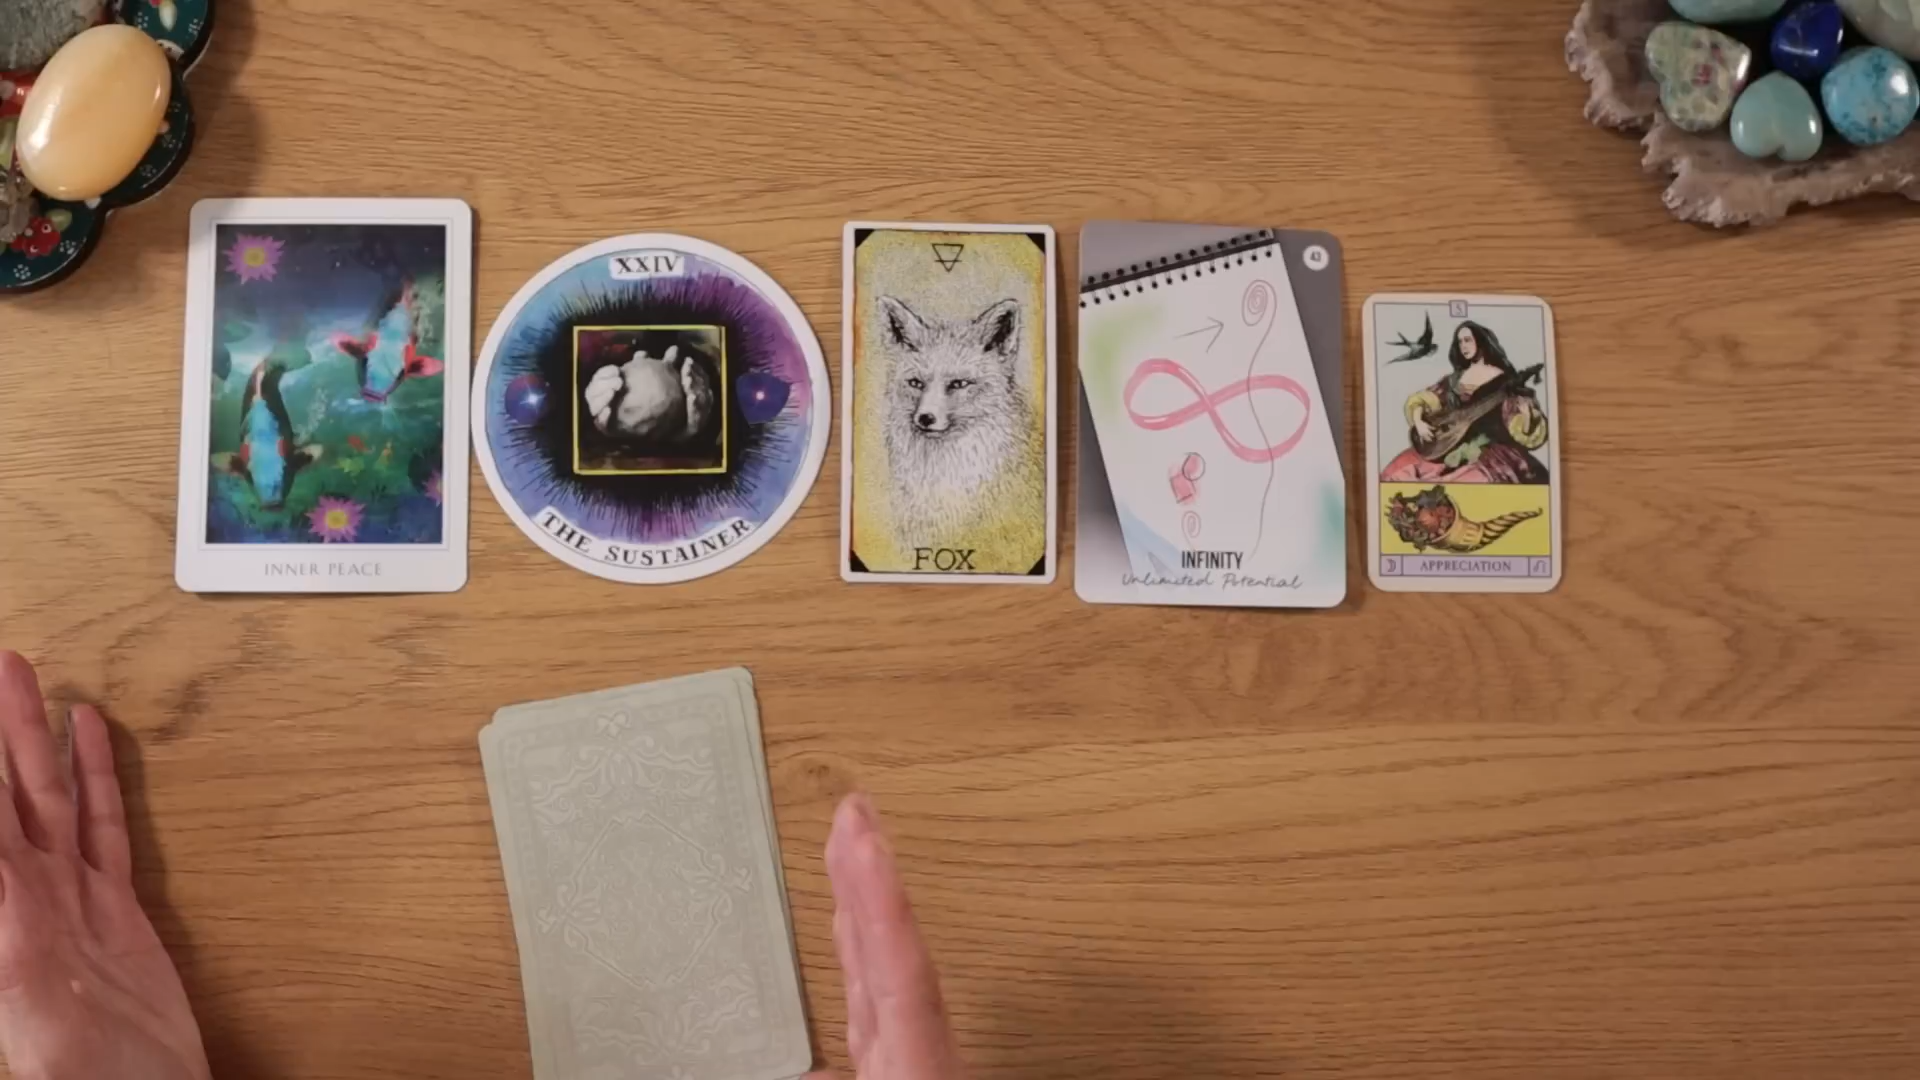 INNER PEACE
XXIV
THE SUSTAINER
FOX
43
INFINITY
Unlimited Potential
5
APPRECIATION